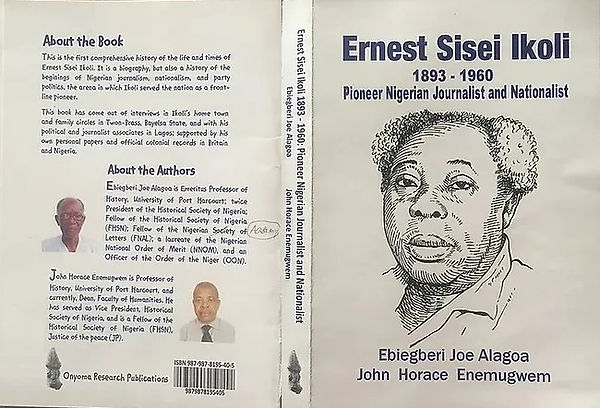 About the Book
This is the first comprehensive history of the life and times of
Ernest Sisei Ikoli. It is a biography, but also a history of the
beginings of Nigerian journalism, nationalism, and party
politics, the arena in which Ikoli served the nation as a front-
line pioneer.
This book has come out of interviews in Ikoli's home town
and family circles in Twon-Brass, Bayelsa State, and with his
political and journalist associates in Lagos; supported by his
own personal papers and official colonial records in Britain
and Nigeria.
About the Authors
Ebiegberi Joe Alagoa is Emeritus Professor of
History, University of Port Harcourt; twice
President of the Historical Society of Nigeria;
Fellow of the Historical Society of Nigeria
(FHSN); Fellow of the Nigerian Society of
Academy
Letters (FNAL); a laureate of the Nigerian
National Order of Merit (NNOM), and an
Officer of the Order of the Niger (OON).
John Horace Enemugwem is Professor of
History, University of Port Harcourt, and
currently, Dean, Faculty of Humanities. He
has served as Vice President, Historical
Society of Nigeria, and is a Fellow of the
Historical Society of Nigeria (FHSN),
Justice of the peace (JP).
Onyoma Research Publications
ISBN 987-987-8195-40-5
9879878195405
Ernest Sisei Ikoli 1893 - 1960: Pioneer Nigerian Journalist and Nationalist
Ebiegberi Joe Alagoa
John Horace Enemugwem
Ernest Sisei Ikoli
1893 - 1960
Pioneer Nigerian Journalist and Nationalist
Ebiegberi Joe Alagoa
John Horace Enemugwem